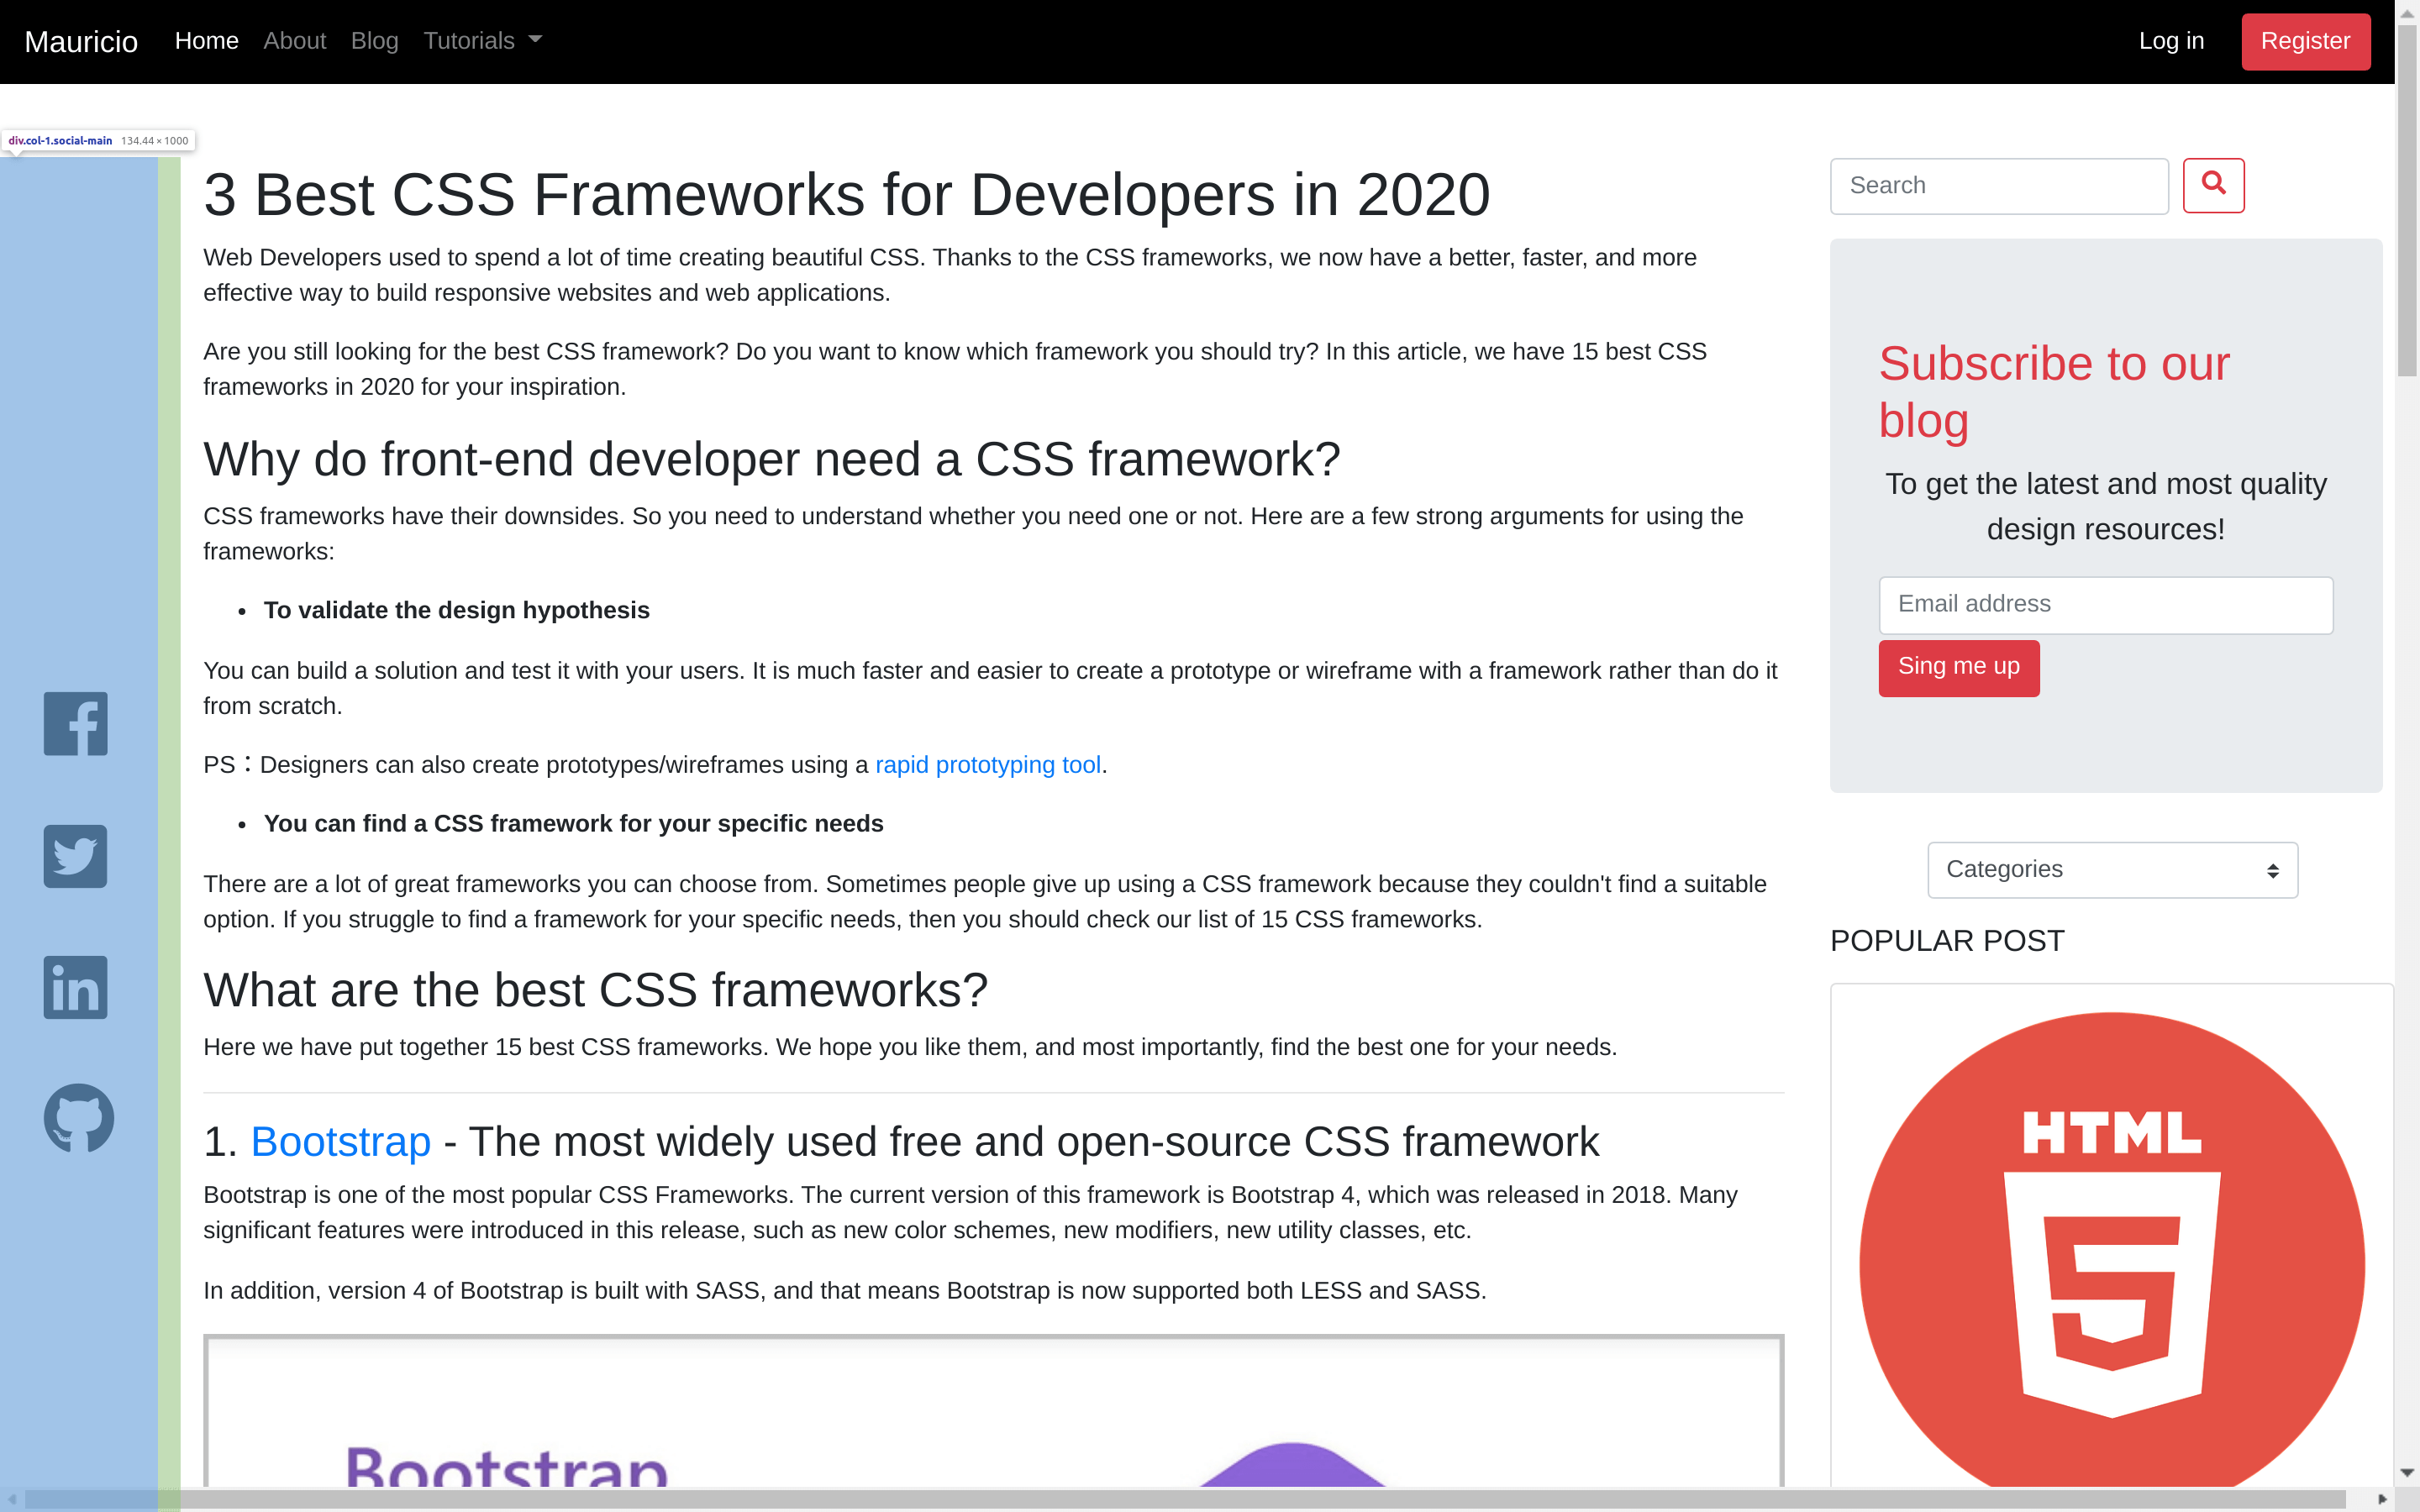 Mauricio Home About Blog Tutorials Log in Register
div.col-1.social-main 134.44 × 1000
3 Best CSS Frameworks for Developers in 2020
Web Developers used to spend a lot of time creating beautiful CSS. Thanks to the CSS frameworks, we now have a better, faster, and more
effective way to build responsive websites and web applications.
Are you still looking for the best CSS framework? Do you want to know which framework you should try? In this article, we have 15 best CSS
frameworks in 2020 for your inspiration.
Why do front-end developer need a CSS framework?
CSS frameworks have their downsides. So you need to understand whether you need one or not. Here are a few strong arguments for using the
frameworks:
• To validate the design hypothesis
You can build a solution and test it with your users. It is much faster and easier to create a prototype or wireframe with a framework rather than do it
from scratch.
PS：Designers can also create prototypes/wireframes using a rapid prototyping tool.
• You can find a CSS framework for your specific needs
There are a lot of great frameworks you can choose from. Sometimes people give up using a CSS framework because they couldn't find a suitable
option. If you struggle to find a framework for your specific needs, then you should check our list of 15 CSS frameworks.
What are the best CSS frameworks?
Here we have put together 15 best CSS frameworks. We hope you like them, and most importantly, find the best one for your needs.
1. Bootstrap - The most widely used free and open-source CSS framework
Bootstrap is one of the most popular CSS Frameworks. The current version of this framework is Bootstrap 4, which was released in 2018. Many
significant features were introduced in this release, such as new color schemes, new modifiers, new utility classes, etc.
In addition, version 4 of Bootstrap is built with SASS, and that means Bootstrap is now supported both LESS and SASS.
Bootstrap
Search
Subscribe to our
blog
To get the latest and most quality
design resources!
Email address
Sing me up
Categories
POPULAR POST
HTML
5